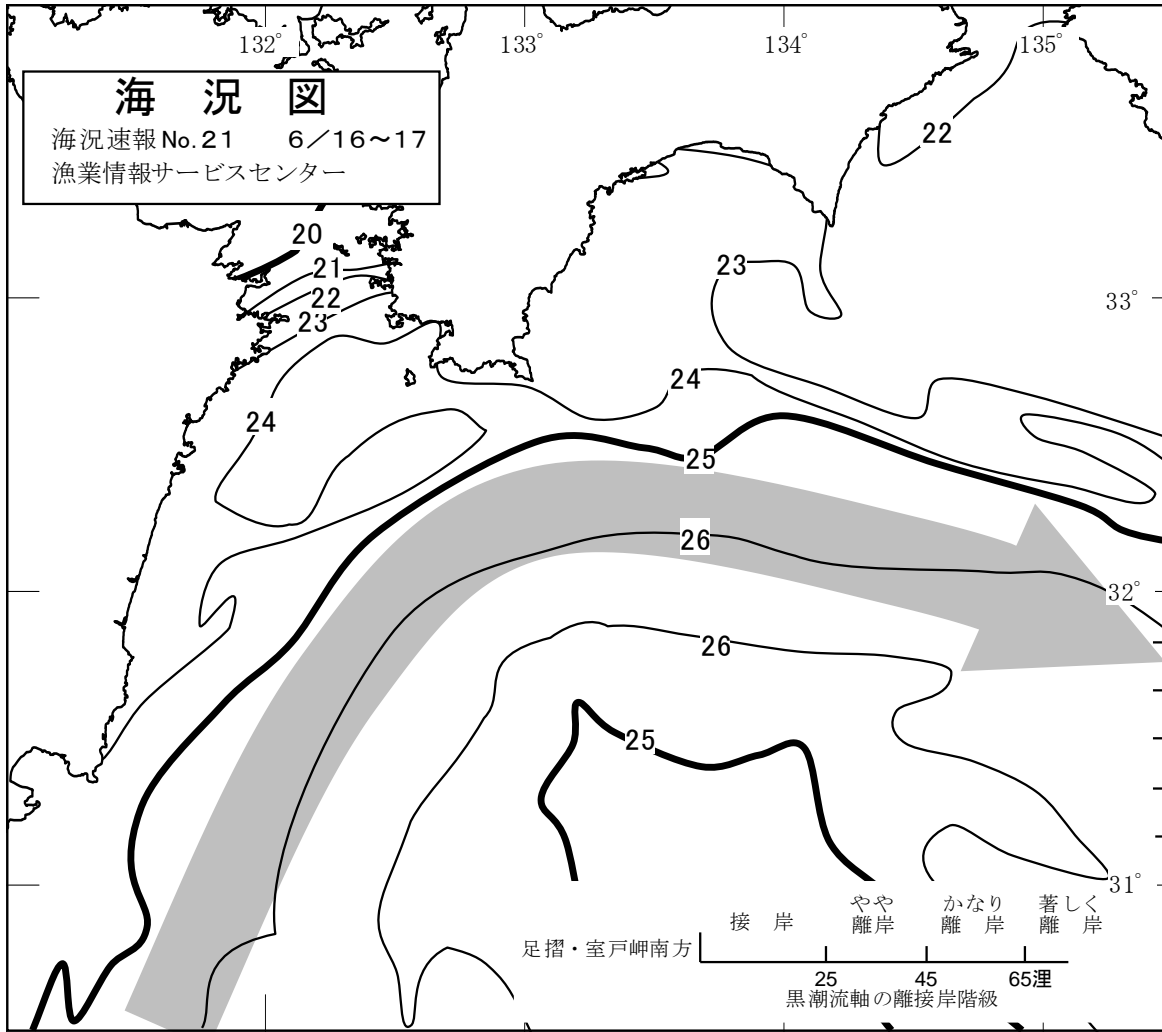 132°
133°
134°
135°
海 況 図
海況速報 No.21 6/16～17
漁業情報サービスセンター
22
20
21
22
23
23
33°
24
24
25
26
32°
26
25
31°
接 岸
やや
離岸
かなり
離 岸
著しく
離 岸
足摺・室戸岬南方
25
45
65浬
黒潮流軸の離接岸階級